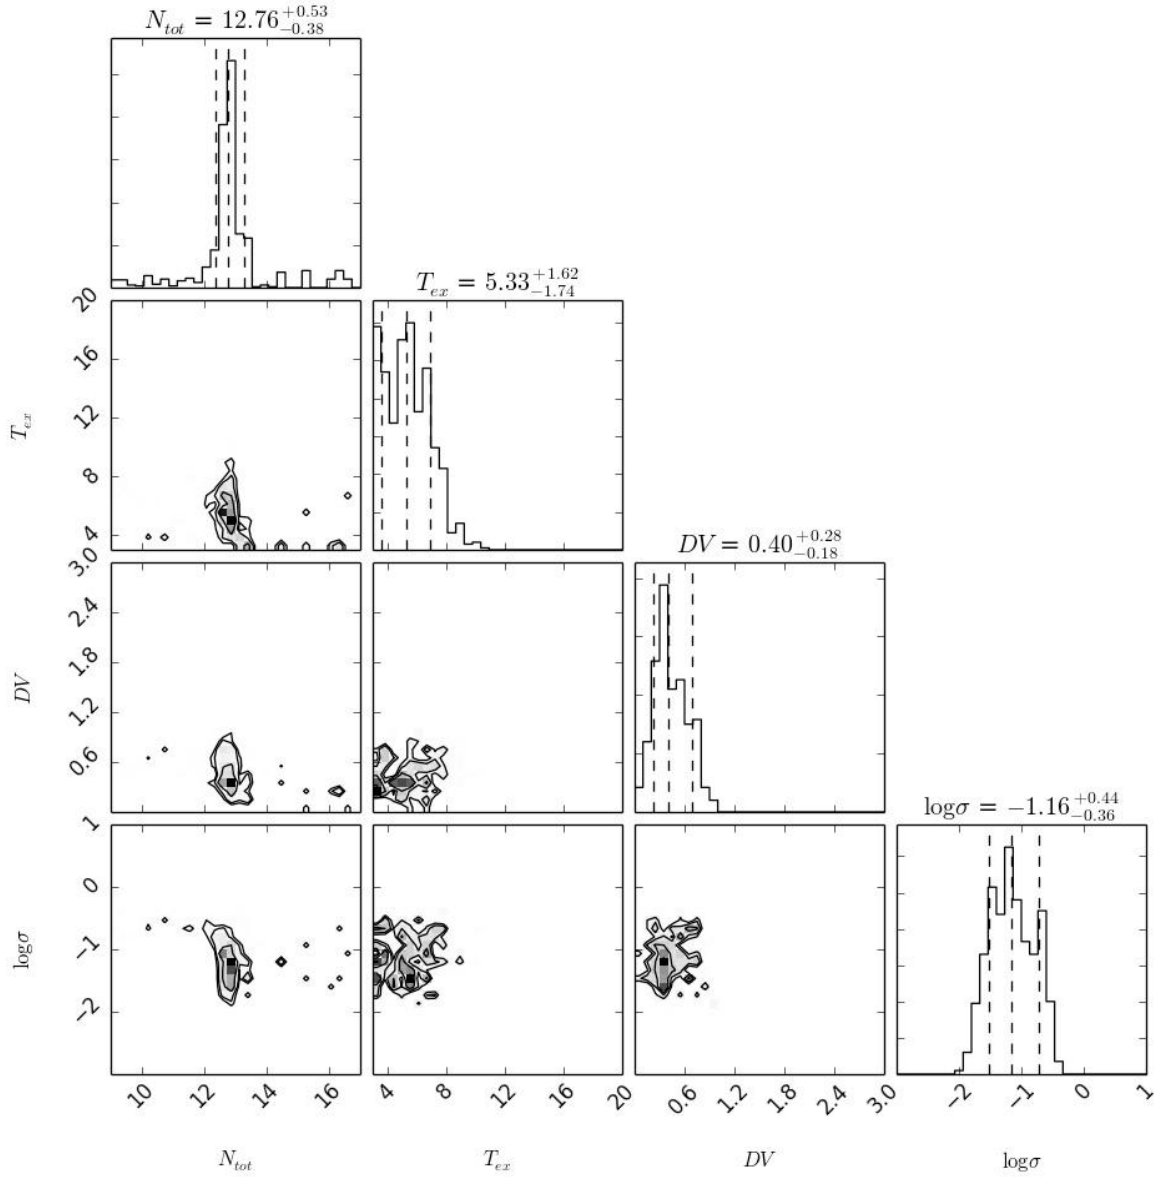 N_tot = 12.76 +0.53 −0.38
T_ex = 5.33 +1.62 −1.74
20
16
12
8
4
T_ex
DV = 0.40 +0.28 −0.18
3.0
2.4
1.8
1.2
0.6
DV
logσ = −1.16 +0.44 −0.36
1
0
−1
−2
logσ
10 12 14 16
4 8 12 16 20
0.6 1.2 1.8 2.4 3.0
−2 −1 0 1
N_tot
T_ex
DV
logσ